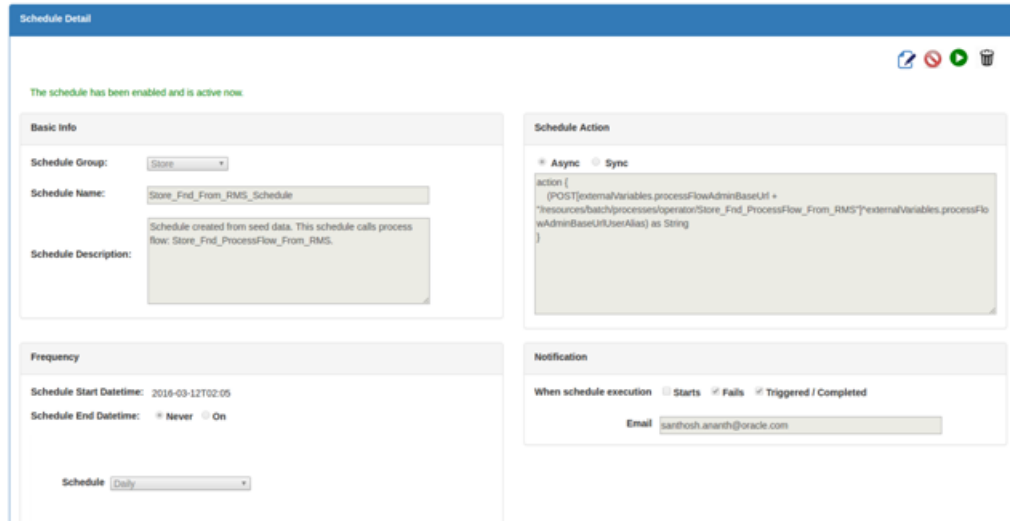 Schedule Detail
The schedule has been enabled and is active now.
Basic Info
Schedule Group:
Store
Schedule Name:
Store_Fnd_From_RMS_Schedule
Schedule Description:
Schedule created from seed data. This schedule calls process
flow: Store_Fnd_ProcessFlow_From_RMS.
Schedule Action
Async Sync
action {
(POST[externalVariables.processFlowAdminBaseUrl +
"/resources/batch/processes/operator/Store_Fnd_ProcessFlow_From_RMS"]^externalVariables.processFlo
wAdminBaseUrlUserAlias) as String
}
Frequency
Schedule Start Datetime: 2016-03-12T02:05
Schedule End Datetime: Never On
Schedule Daily
Notification
When schedule execution Starts Fails Triggered / Completed
Email santhosh.ananth@oracle.com